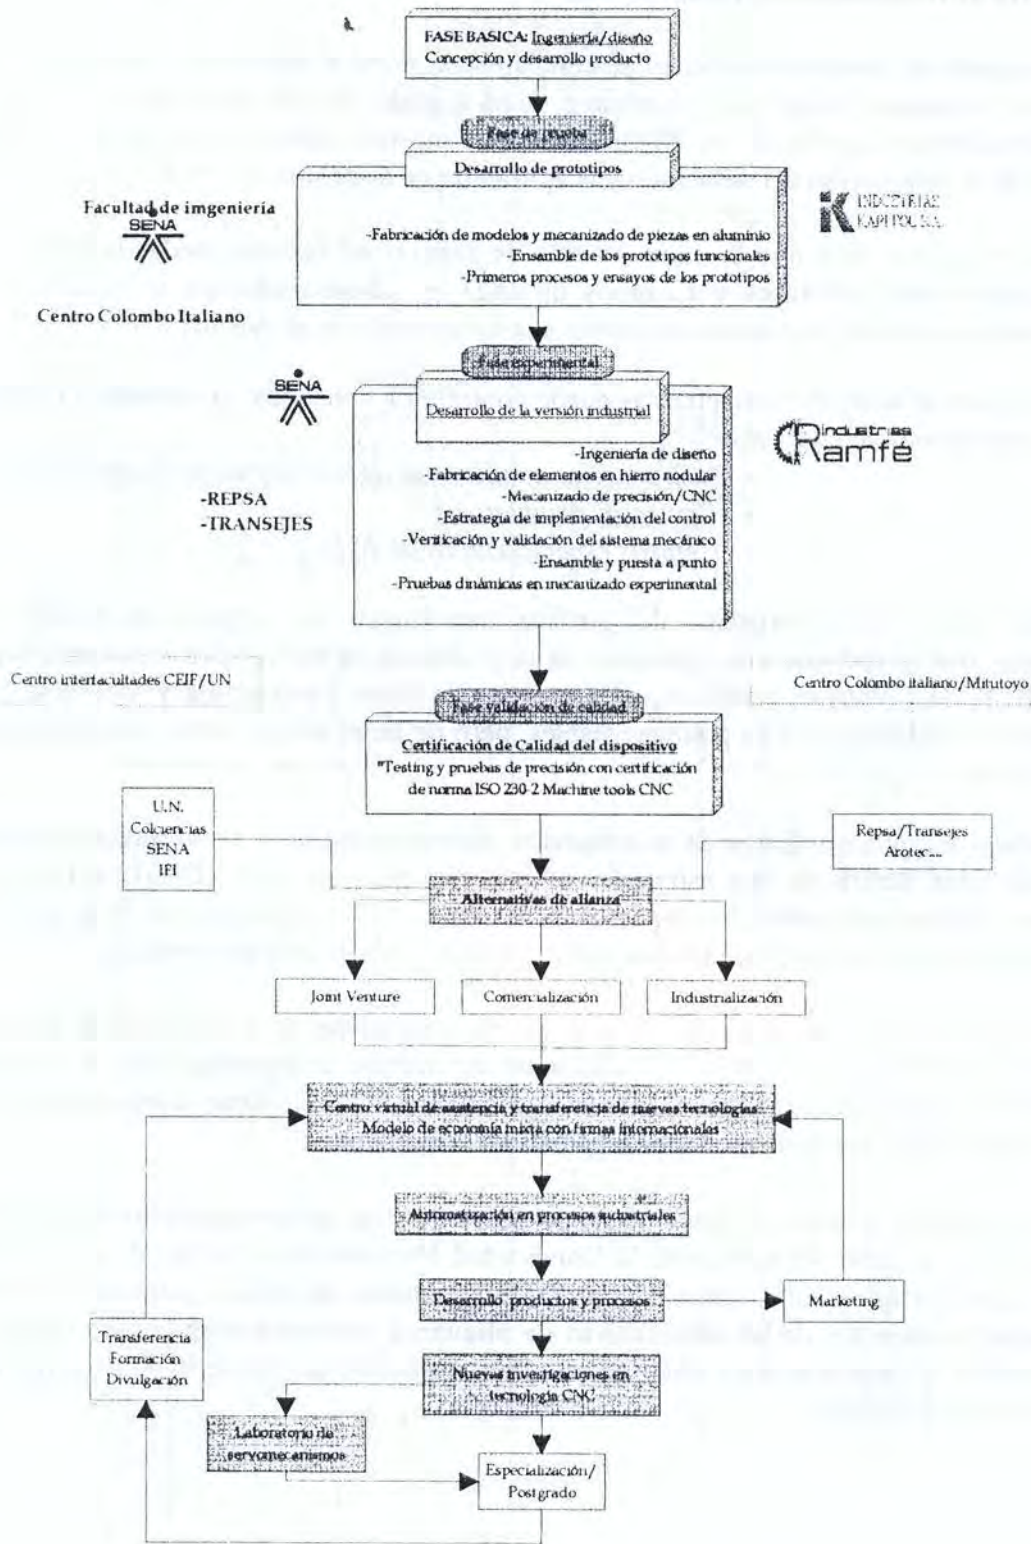 FASE BASICA: Ingeniería/diseño
Concepción y desarrollo producto
Fase de prueba
Desarrollo de prototipos
Facultad de imgeniería
SENA
INDUSTRIAS
KAPITOL S.A.
-Fabricación de modelos y mecanizado de piezas en aluminio
-Ensamble de los prototipos funcionales
-Primeros procesos y ensayos de los prototipos
Centro Colombo Italiano
Fase experimental
SENA
Desarrollo de la versión industrial
industrias
Ramfé
-REPSA
-TRANSEJES
-Ingeniería de diseño
-Fabricación de elementos en hierro nodular
-Mecanizado de precisión/CNC
-Estrategia de implementación del control
-Verificación y validación del sistema mecánico
-Ensamble y puesta a punto
-Pruebas dinámicas en mecanizado experimental
Centro interfacultades CEIF/UN
Centro Colombo italiano/Mitutoyo
Fase validación de calidad
Certificación de Calidad del dispositivo
*Testing y pruebas de precisión con certificación
de norma ISO 230-2 Machine tools CNC
U.N.
Colciencias
SENA
IFI
Repsa/Transejes
Arotec...
Alternativas de alianza
Joint Venture
Comercialización
Industrialización
Centro virtual de asistencia y transferencia de nuevas tecnologías
Modelo de economía mixta con firmas internacionales
Automatización en procesos industriales
Desarrollo productos y procesos
Marketing
Transferencia
Formación
Divulgación
Nuevas investigaciones en
tecnología CNC
Laboratorio de
servomecanismos
Especialización/
Postgrado